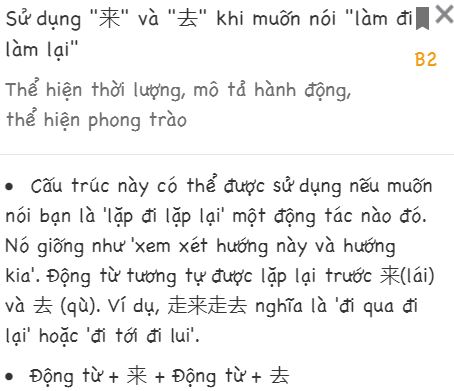 Sử dụng "来" và "去" khi muốn nói "làm đi
làm lại"
B2
Thể hiện thời lượng, mô tả hành động,
thể hiện phong trào
• Cấu trúc này có thể được sử dụng nếu muốn
nói bạn là 'lặp đi lặp lại' một động tác nào đó.
Nó giống như 'xem xét hướng này và hướng
kia'. Động từ tương tự được lặp lại trước 来(lái)
và 去 (qù). Ví dụ, 走来走去 nghĩa là 'đi qua đi
lại' hoặc 'đi tới đi lui'.
• Động từ + 来 + Động từ + 去